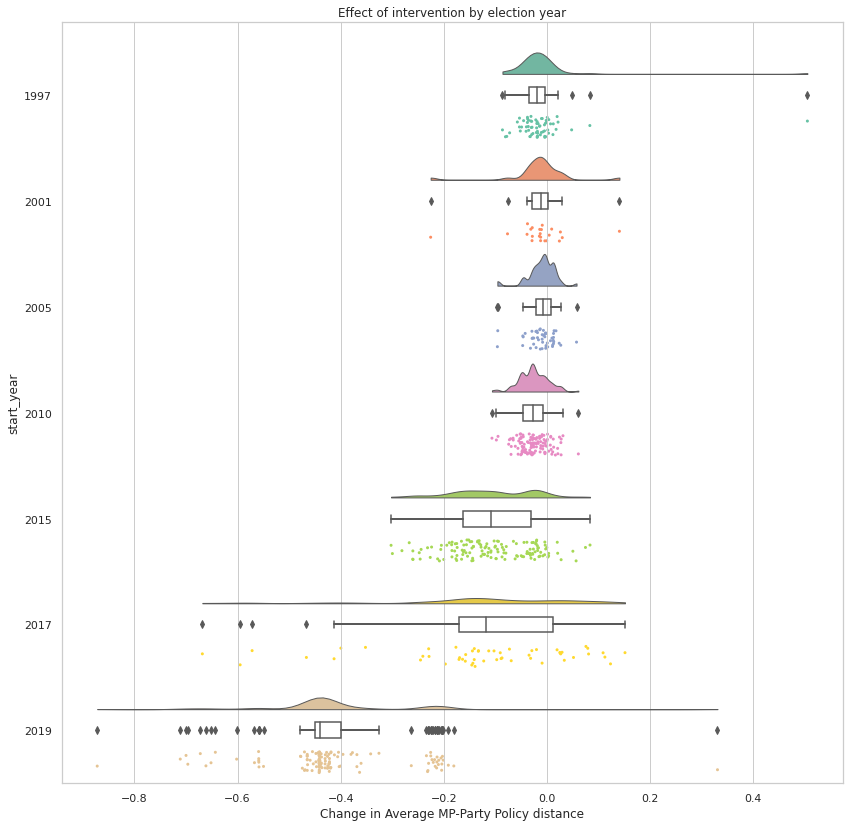 Effect of intervention by election year
start_year
1997
2001
2005
2010
2015
2017
2019
−0.8 −0.6 −0.4 −0.2 0.0 0.2 0.4
Change in Average MP-Party Policy distance